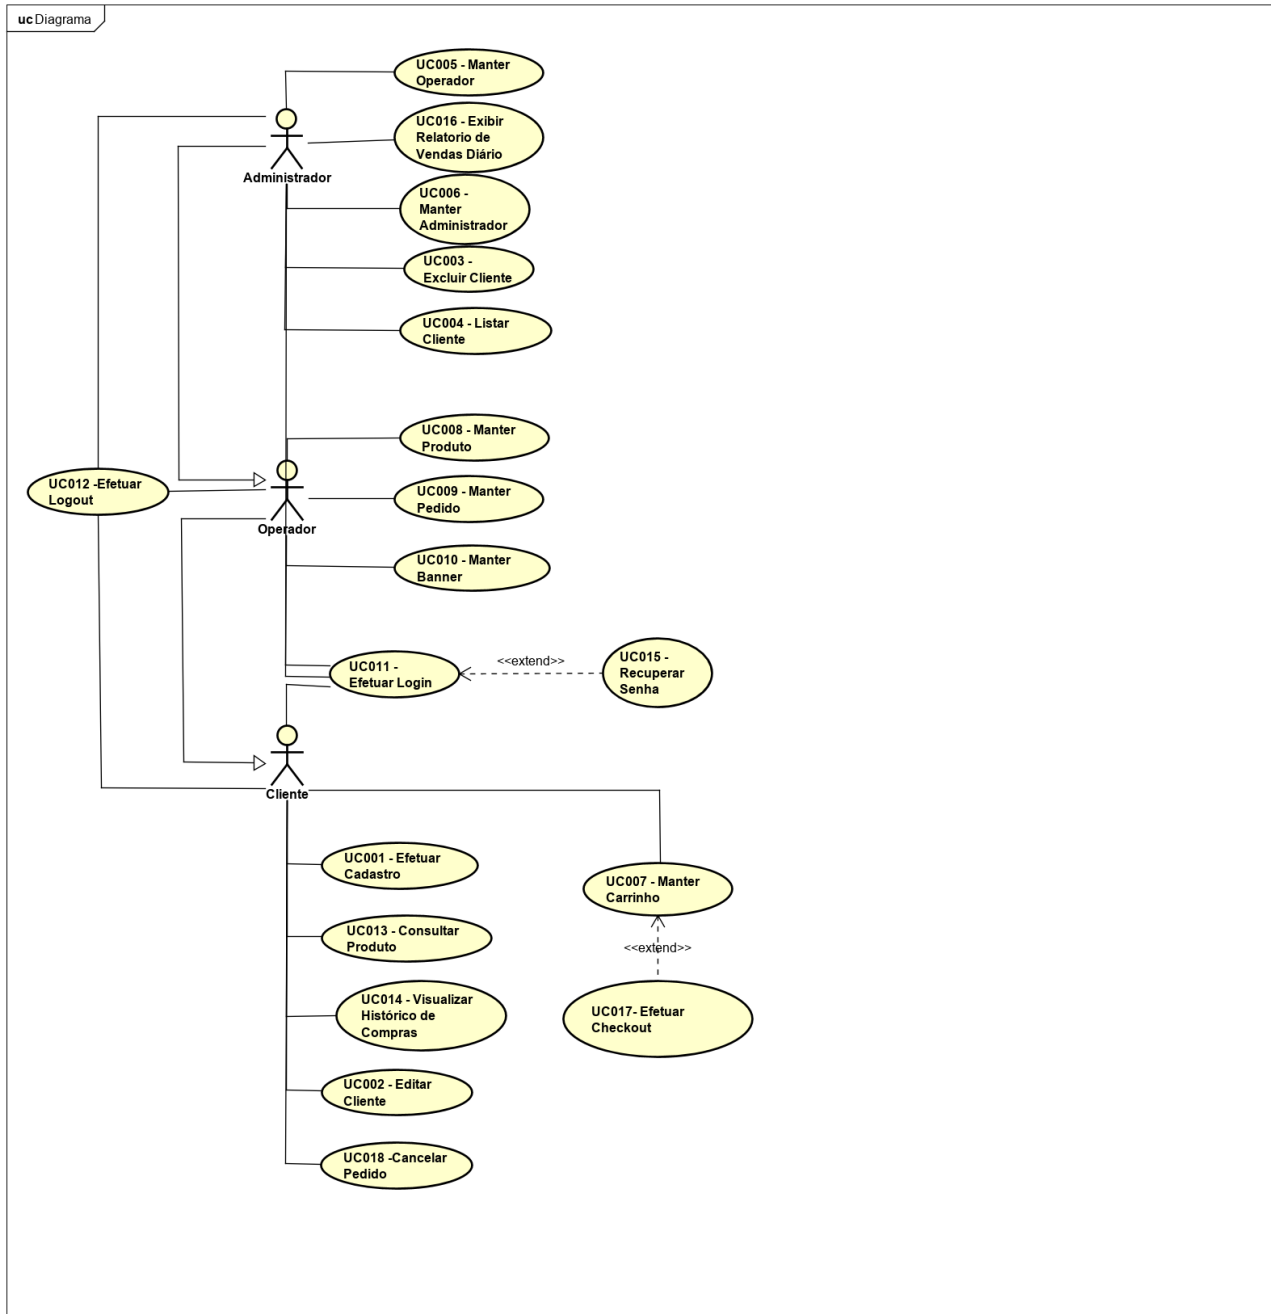 uc Diagrama
UC005 - Manter
Operador
UC016 - Exibir
Relatorio de
Vendas Diário
Administrador
UC006 -
Manter
Administrador
UC003 -
Excluir Cliente
UC004 - Listar
Cliente
UC008 - Manter
Produto
UC012 -Efetuar
Logout
UC009 - Manter
Pedido
Operador
UC010 - Manter
Banner
UC011 -
Efetuar Login
<<extend>>
UC015 -
Recuperar
Senha
Cliente
UC001 - Efetuar
Cadastro
UC007 - Manter
Carrinho
UC013 - Consultar
Produto
<<extend>>
UC014 - Visualizar
Histórico de
Compras
UC017- Efetuar
Checkout
UC002 - Editar
Cliente
UC018 -Cancelar
Pedido